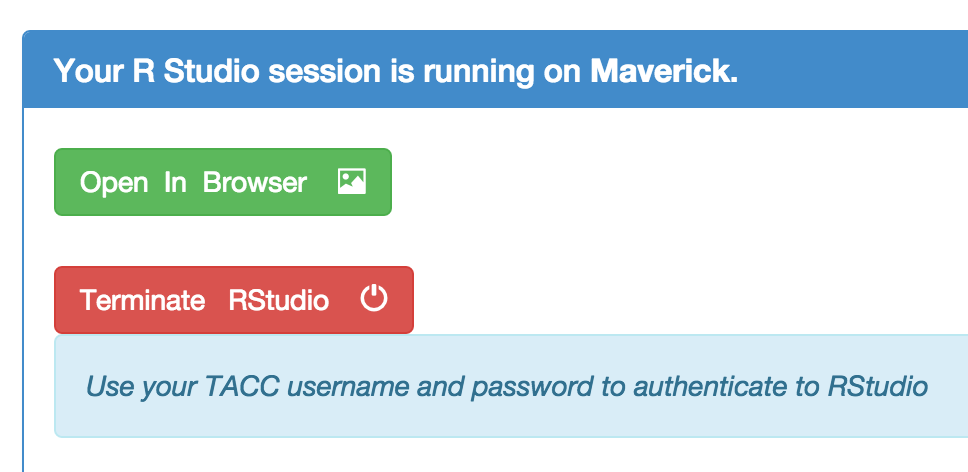 Your R Studio session is running on Maverick.
Open In Browser
Terminate RStudio
Use your TACC username and password to authenticate to RStudio